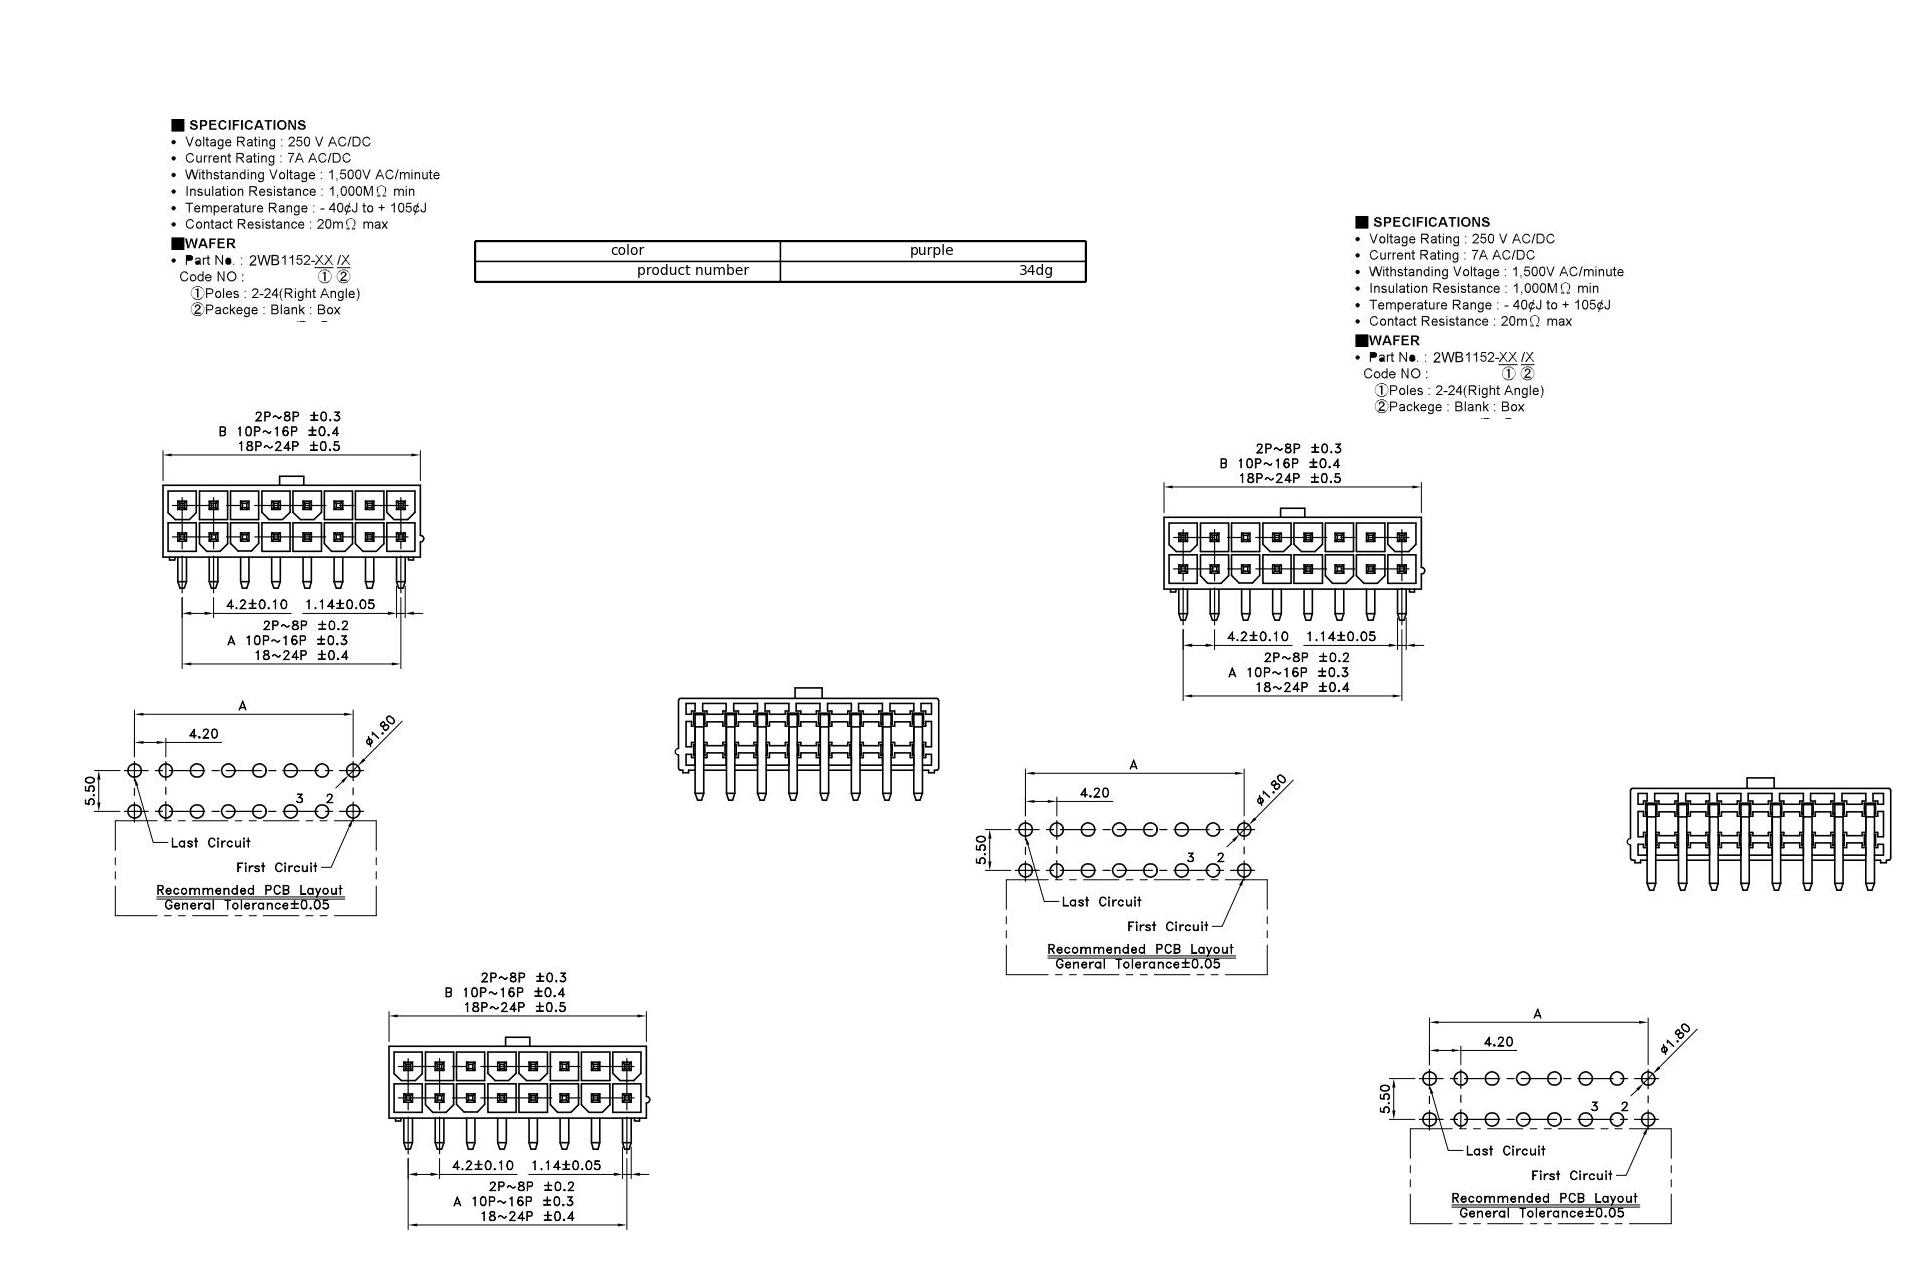 ■ SPECIFICATIONS
• Voltage Rating : 250 V AC/DC
• Current Rating : 7A AC/DC
• Withstanding Voltage : 1,500V AC/minute
• Insulation Resistance : 1,000MΩ min
• Temperature Range : - 40¢J to + 105¢J
• Contact Resistance : 20mΩ max
■WAFER
• Part No. : 2WB1152-XX /X
Code NO : ① ②
①Poles : 2-24(Right Angle)
②Packege : Blank : Box
color purple
product number 34dg
■ SPECIFICATIONS
• Voltage Rating : 250 V AC/DC
• Current Rating : 7A AC/DC
• Withstanding Voltage : 1,500V AC/minute
• Insulation Resistance : 1,000MΩ min
• Temperature Range : - 40¢J to + 105¢J
• Contact Resistance : 20mΩ max
■WAFER
• Part No. : 2WB1152-XX /X
Code NO : ① ②
①Poles : 2-24(Right Angle)
②Packege : Blank : Box
2P~8P ±0.3
B 10P~16P ±0.4
18P~24P ±0.5
4.2±0.10 1.14±0.05
2P~8P ±0.2
A 10P~16P ±0.3
18~24P ±0.4
2P~8P ±0.3
B 10P~16P ±0.4
18P~24P ±0.5
4.2±0.10 1.14±0.05
2P~8P ±0.2
A 10P~16P ±0.3
18~24P ±0.4
A
4.20
ø1.80
5.50
3 2
Last Circuit
First Circuit
Recommended PCB Layout
General Tolerance±0.05
A
4.20
ø1.80
5.50
3 2
Last Circuit
First Circuit
Recommended PCB Layout
General Tolerance±0.05
2P~8P ±0.3
B 10P~16P ±0.4
18P~24P ±0.5
4.2±0.10 1.14±0.05
2P~8P ±0.2
A 10P~16P ±0.3
18~24P ±0.4
A
4.20
ø1.80
5.50
3 2
Last Circuit
First Circuit
Recommended PCB Layout
General Tolerance±0.05